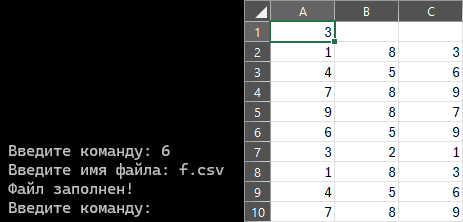 Введите команду: 6
Введите имя файла: f.csv
Файл заполнен!
Введите команду:
A B C
1 3
2 1 8 3
3 4 5 6
4 7 8 9
5 9 8 7
6 6 5 9
7 3 2 1
8 1 8 3
9 4 5 6
10 7 8 9